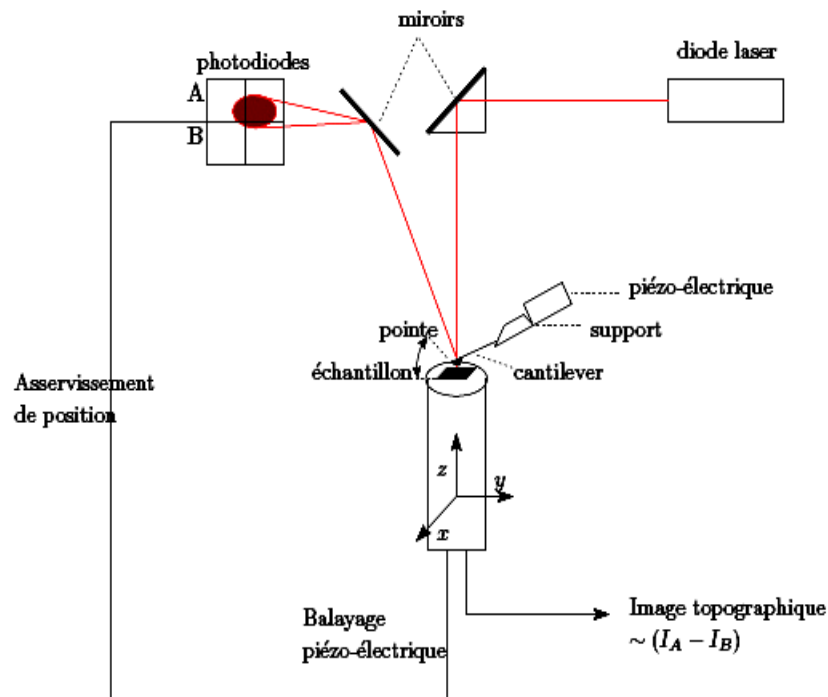 miroirs
photodiodes
diode laser
A
B
piézo-électrique
pointe
support
échantillon
cantilever
Asservissement
de position
z
y
x
Balayage
piézo-électrique
Image topographique
∼ (I_A − I_B)